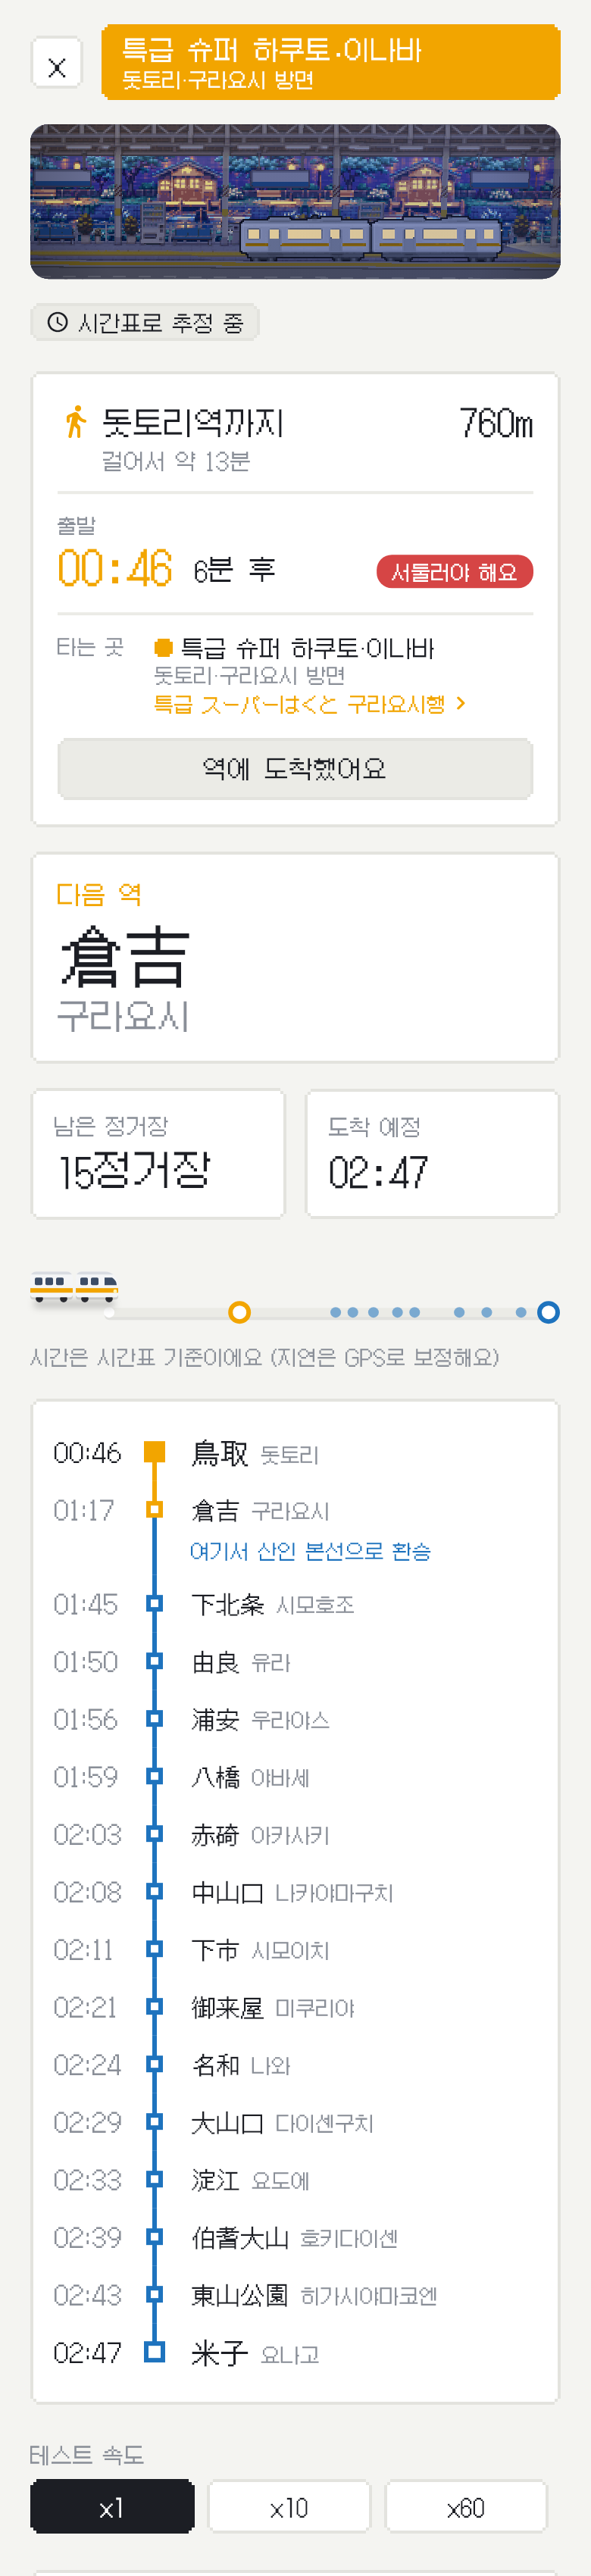 x
특급 슈퍼 하쿠토·이나바
돗토리·구라요시 방면
시간표로 추정 중
돗토리역까지 760m
걸어서 약 13분
출발
00:46 6분 후 서둘러야 해요
타는 곳 특급 슈퍼 하쿠토·이나바
돗토리·구라요시 방면
특급 スーパーはくと 구라요시행 >
역에 도착했어요
다음 역
倉吉
구라요시
남은 정거장
15정거장
도착 예정
02:47
시간은 시간표 기준이에요 (지연은 GPS로 보정해요)
00:46 鳥取 돗토리
01:17 倉吉 구라요시
여기서 산인 본선으로 환승
01:45 下北条 시모호조
01:50 由良 유라
01:56 浦安 우라야스
01:59 八橋 야바세
02:03 赤碕 아카사키
02:08 中山口 나카야마구치
02:11 下市 시모이치
02:21 御来屋 미쿠리야
02:24 名和 나와
02:29 大山口 다이센구치
02:33 淀江 요도에
02:39 伯耆大山 호키다이센
02:43 東山公園 히가시야마코엔
02:47 米子 요나고
테스트 속도
x1 x10 x60